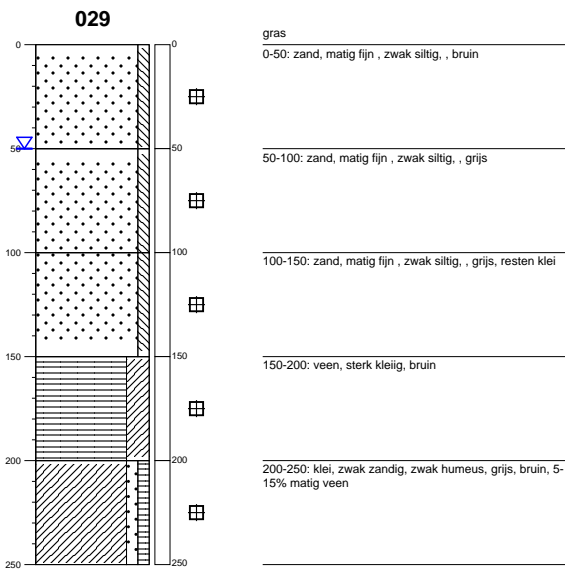 029
gras
0 0
0-50: zand, matig fijn , zwak siltig, , bruin
50 50
50-100: zand, matig fijn , zwak siltig, , grijs
100 100
100-150: zand, matig fijn , zwak siltig, , grijs, resten klei
150 150
150-200: veen, sterk kleiig, bruin
200 200
200-250: klei, zwak zandig, zwak humeus, grijs, bruin, 5-
15% matig veen
250 250